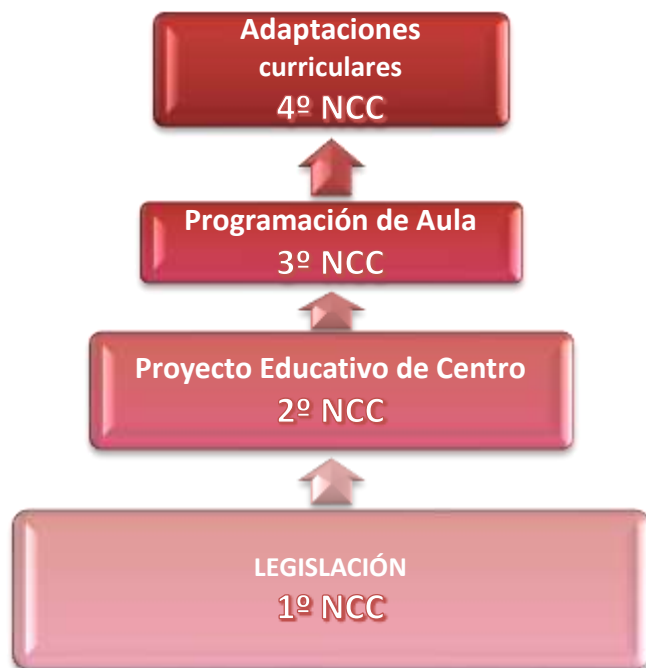 Adaptaciones
curriculares
4º NCC
Programación de Aula
3º NCC
Proyecto Educativo de Centro
2º NCC
LEGISLACIÓN
1º NCC